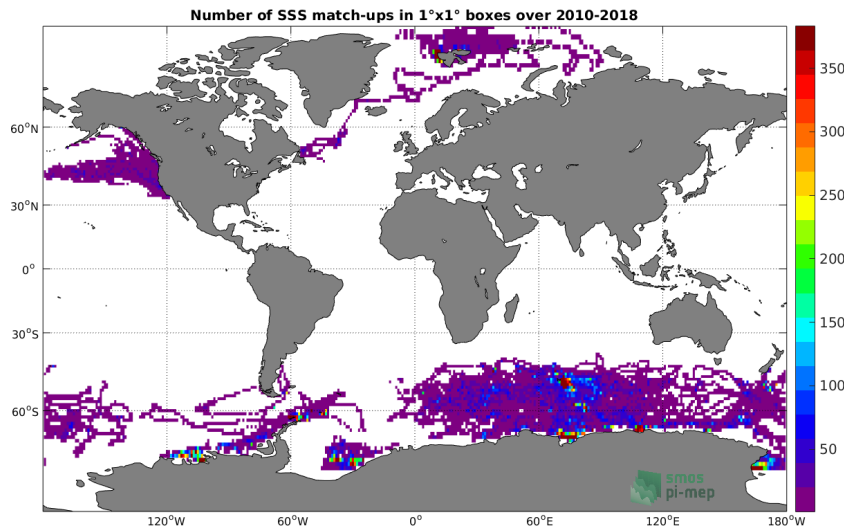 Number of SSS match-ups in 1°x1° boxes over 2010-2018
60°N
30°N
0°
30°S
60°S
120°W
60°W
0°
60°E
120°E
180°W
350
300
250
200
150
100
50
smos
pi-mep